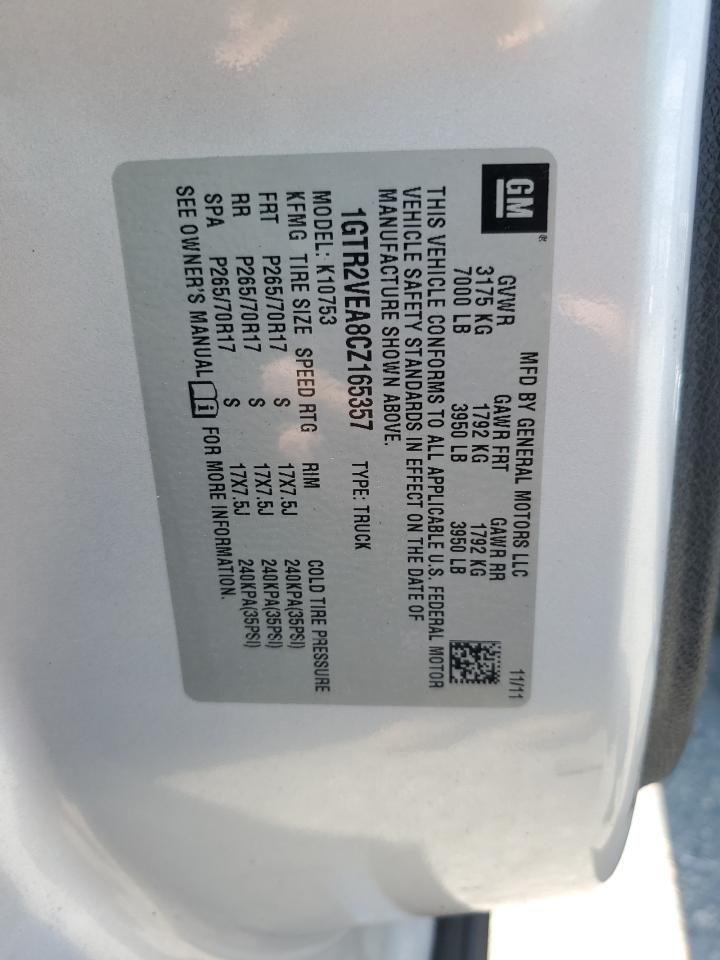 GM®
MFD BY GENERAL MOTORS LLC 11/11
GVWR GAWR FRT GAWR RR
3175 KG 1792 KG 1792 KG
7000 LB 3950 LB 3950 LB
THIS VEHICLE CONFORMS TO ALL APPLICABLE U.S. FEDERAL MOTOR
VEHICLE SAFETY STANDARDS IN EFFECT ON THE DATE OF
MANUFACTURE SHOWN ABOVE.
1GTR2VEA8CZ165357 TYPE: TRUCK
MODEL: K10753
KFMG TIRE SIZE SPEED RTG RIM COLD TIRE PRESSURE
FRT P265/70R17 S 17X7.5J 240KPA(35PSI)
RR P265/70R17 S 17X7.5J 240KPA(35PSI)
SPA P265/70R17 S 17X7.5J 240KPA(35PSI)
SEE OWNER'S MANUAL i FOR MORE INFORMATION.